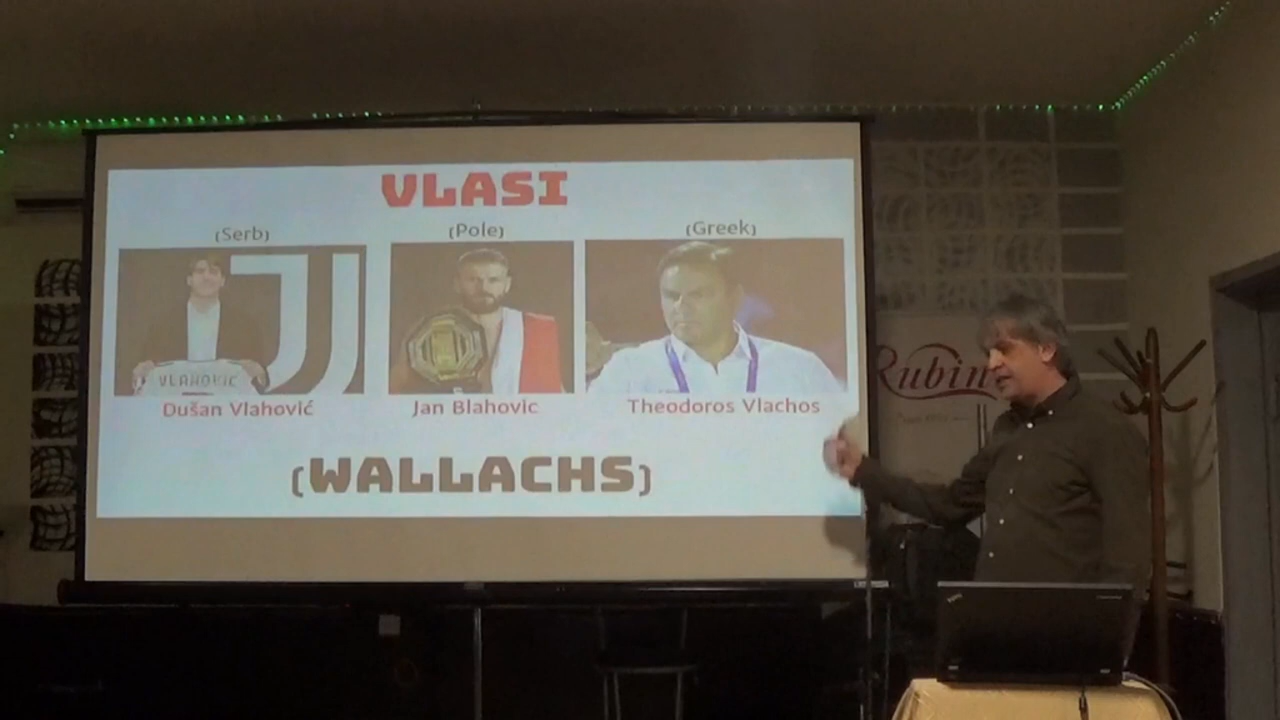 VLASI
(Serb)
(Pole)
(Greek)
VLAHOVIC
Dušan Vlahović
Jan Blahovic
Theodoros Vlachos
(WALLACHS)
Rubin